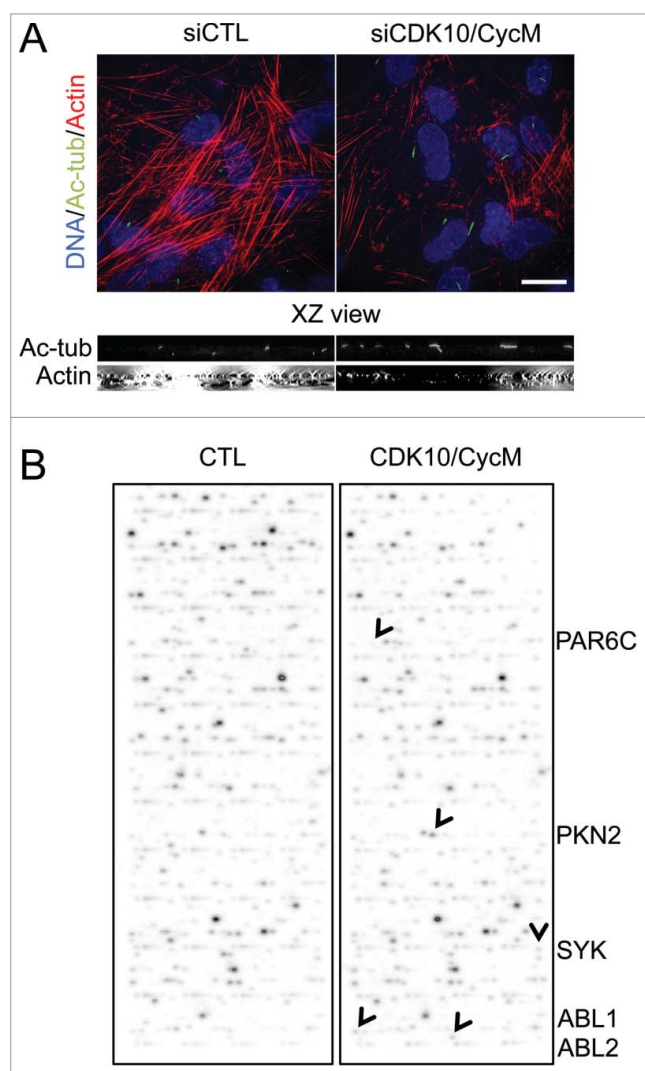 A
siCTL
siCDK10/CycM
DNA/Ac-tub/Actin
XZ view
Ac-tub
Actin
B
CTL
CDK10/CycM
PAR6C
PKN2
SYK
ABL1
ABL2